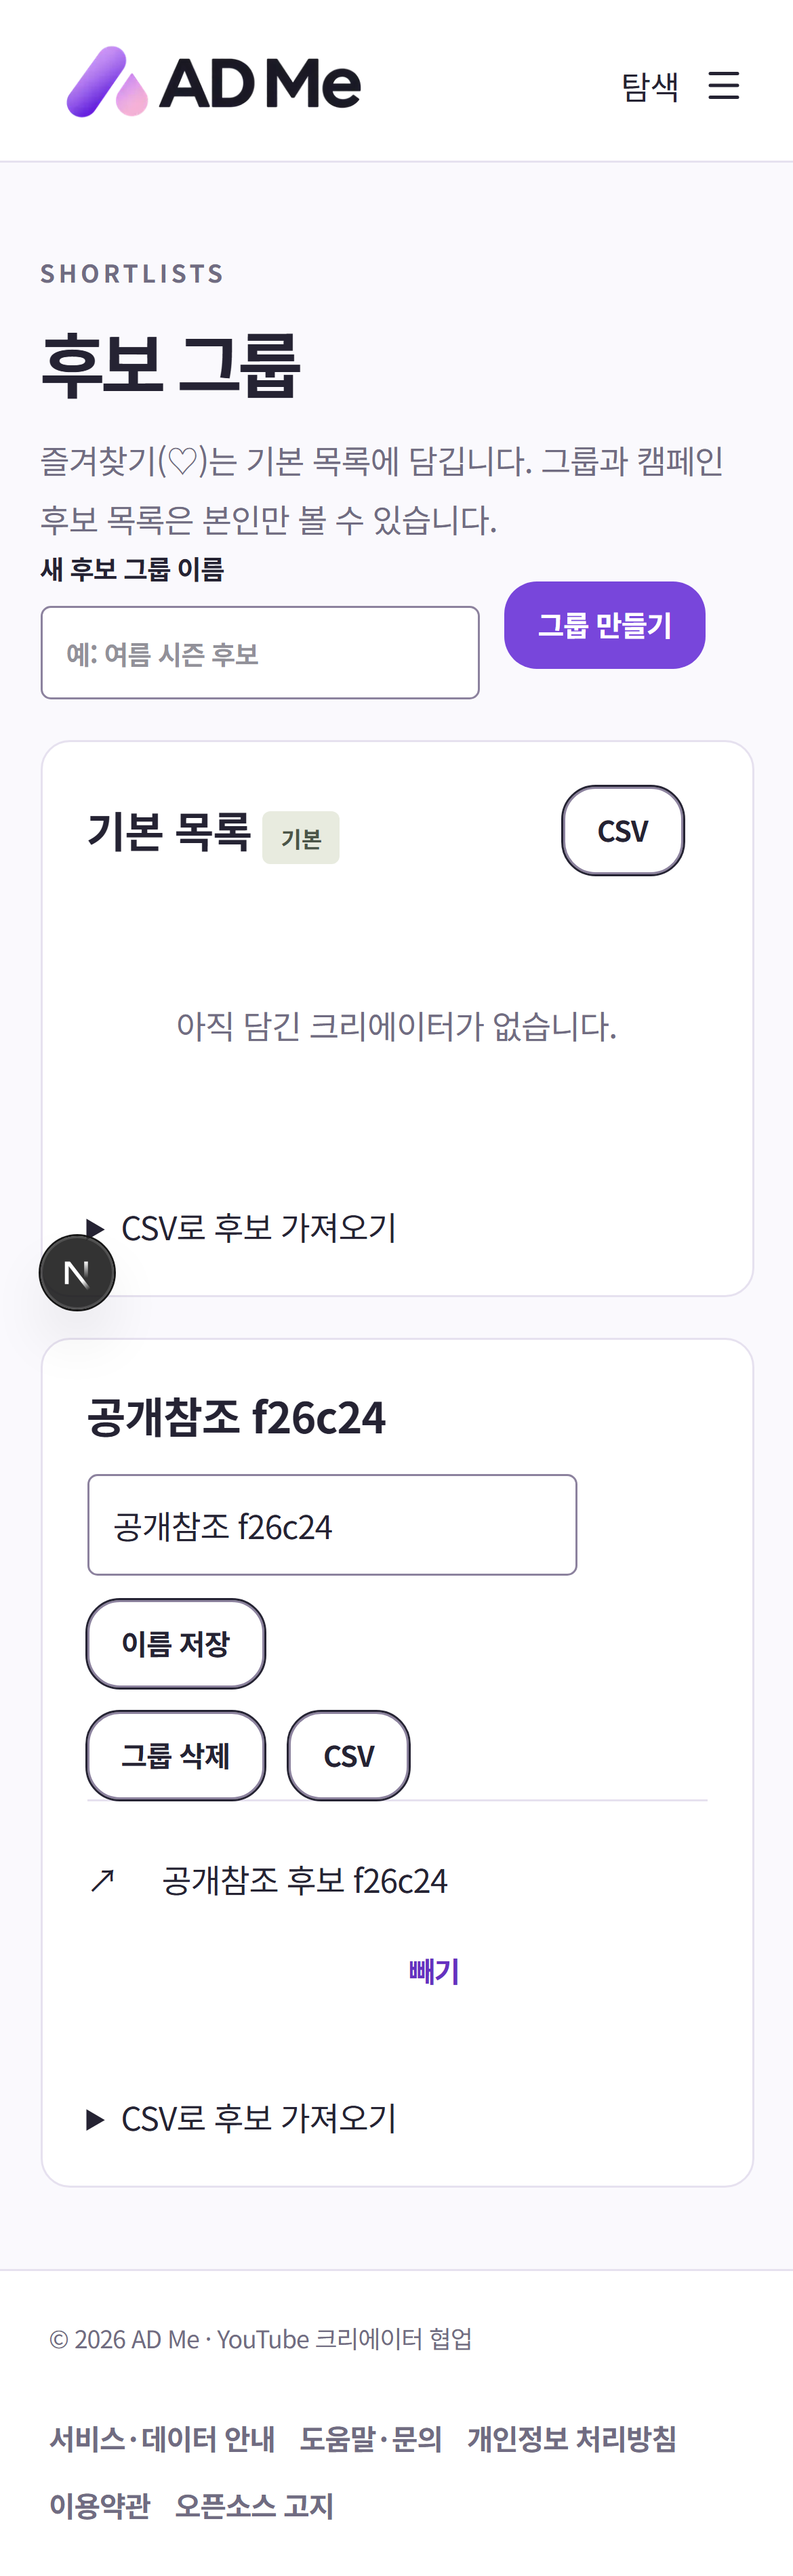 AD Me
탐색
SHORTLISTS
후보 그룹
즐겨찾기(♡)는 기본 목록에 담깁니다. 그룹과 캠페인
후보 목록은 본인만 볼 수 있습니다.
새 후보 그룹 이름
예: 여름 시즌 후보
그룹 만들기
기본 목록 기본
CSV
아직 담긴 크리에이터가 없습니다.
▶ CSV로 후보 가져오기
N
공개참조 f26c24
공개참조 f26c24
이름 저장
그룹 삭제 CSV
↗ 공개참조 후보 f26c24
빼기
▶ CSV로 후보 가져오기
© 2026 AD Me · YouTube 크리에이터 협업
서비스·데이터 안내 도움말·문의 개인정보 처리방침
이용약관 오픈소스 고지